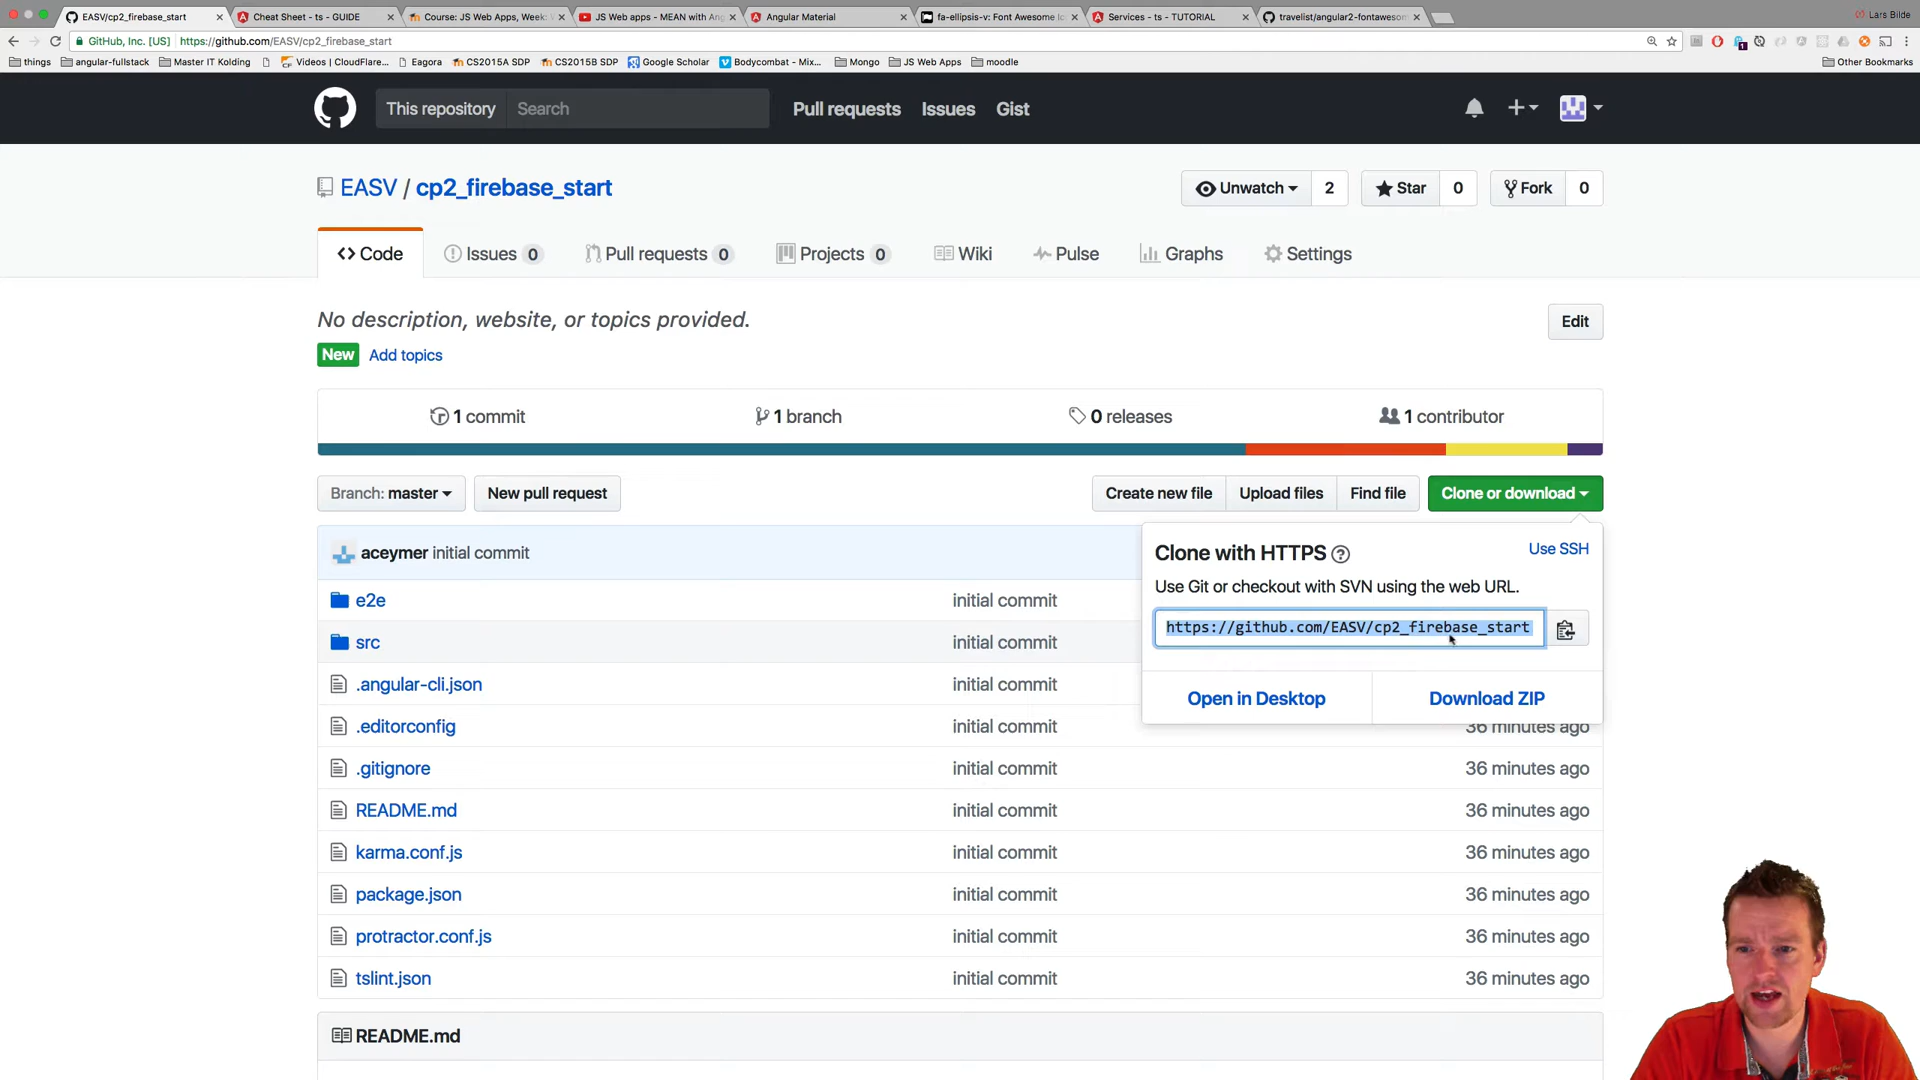 EASV/cp2_firebase_start
Cheat Sheet - ts - GUIDE
Course: JS Web Apps, Week:
JS Web apps - MEAN with Ang
Angular Material
fa-ellipsis-v: Font Awesome Ic
Services - ts - TUTORIAL
travelist/angular2-fontawesom
Lars Bilde
GitHub, Inc. [US]
https://github.com/EASV/cp2_firebase_start
things
angular-fullstack
Master IT Kolding
Videos | CloudFlare...
Eagora
CS2015A SDP
CS2015B SDP
Google Scholar
Bodycombat - Mix...
Mongo
JS Web Apps
moodle
Other Bookmarks
This repository
Search
Pull requests
Issues
Gist
EASV / cp2_firebase_start
Unwatch 2
Star 0
Fork 0
Code
Issues 0
Pull requests 0
Projects 0
Wiki
Pulse
Graphs
Settings
No description, website, or topics provided.
Edit
New
Add topics
1 commit
1 branch
0 releases
1 contributor
Branch: master
New pull request
Create new file
Upload files
Find file
Clone or download
aceymer initial commit
Clone with HTTPS
Use SSH
Use Git or checkout with SVN using the web URL.
https://github.com/EASV/cp2_firebase_start
Open in Desktop
Download ZIP
e2e initial commit
src initial commit
.angular-cli.json initial commit
.editorconfig initial commit 36 minutes ago
.gitignore initial commit 36 minutes ago
README.md initial commit 36 minutes ago
karma.conf.js initial commit 36 minutes ago
package.json initial commit 36 minutes ago
protractor.conf.js initial commit 36 minutes ago
tslint.json initial commit 36 minutes ago
README.md